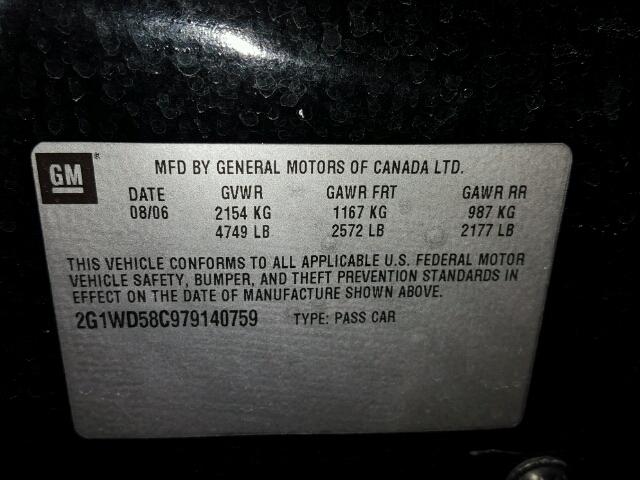 GM®
MFD BY GENERAL MOTORS OF CANADA LTD.
DATE GVWR GAWR FRT GAWR RR
08/06 2154 KG 1167 KG 987 KG
4749 LB 2572 LB 2177 LB
THIS VEHICLE CONFORMS TO ALL APPLICABLE U.S. FEDERAL MOTOR
VEHICLE SAFETY, BUMPER, AND THEFT PREVENTION STANDARDS IN
EFFECT ON THE DATE OF MANUFACTURE SHOWN ABOVE.
2G1WD58C979140759 TYPE: PASS CAR